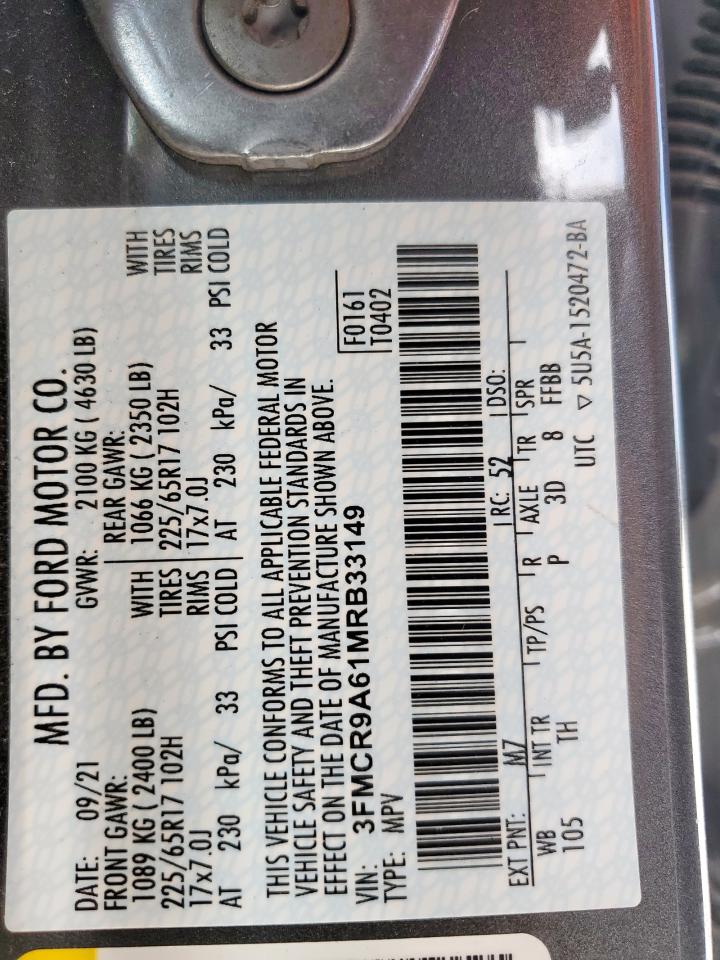 MFD. BY FORD MOTOR CO.
DATE: 09/21 GVWR: 2100 KG ( 4630 LB)
FRONT GAWR: REAR GAWR:
1089 KG ( 2400 LB) WITH 1066 KG ( 2350 LB) WITH
225/65R17 102H TIRES 225/65R17 102H TIRES
17x7.0J RIMS 17x7.0J RIMS
AT 230 kPa/ 33 PSI COLD AT 230 kPa/ 33 PSI COLD
THIS VEHICLE CONFORMS TO ALL APPLICABLE FEDERAL MOTOR
VEHICLE SAFETY AND THEFT PREVENTION STANDARDS IN
EFFECT ON THE DATE OF MANUFACTURE SHOWN ABOVE.
VIN: 3FMCR9A61MRB33149 F0161
TYPE: MPV T0402
EXT PNT: M7 RC: 52 DSO:
WB INT TR TP/PS R AXLE TR SPR
105 TH P 3D 8 FFBB
UTC ▽ 5U5A-1520472-BA